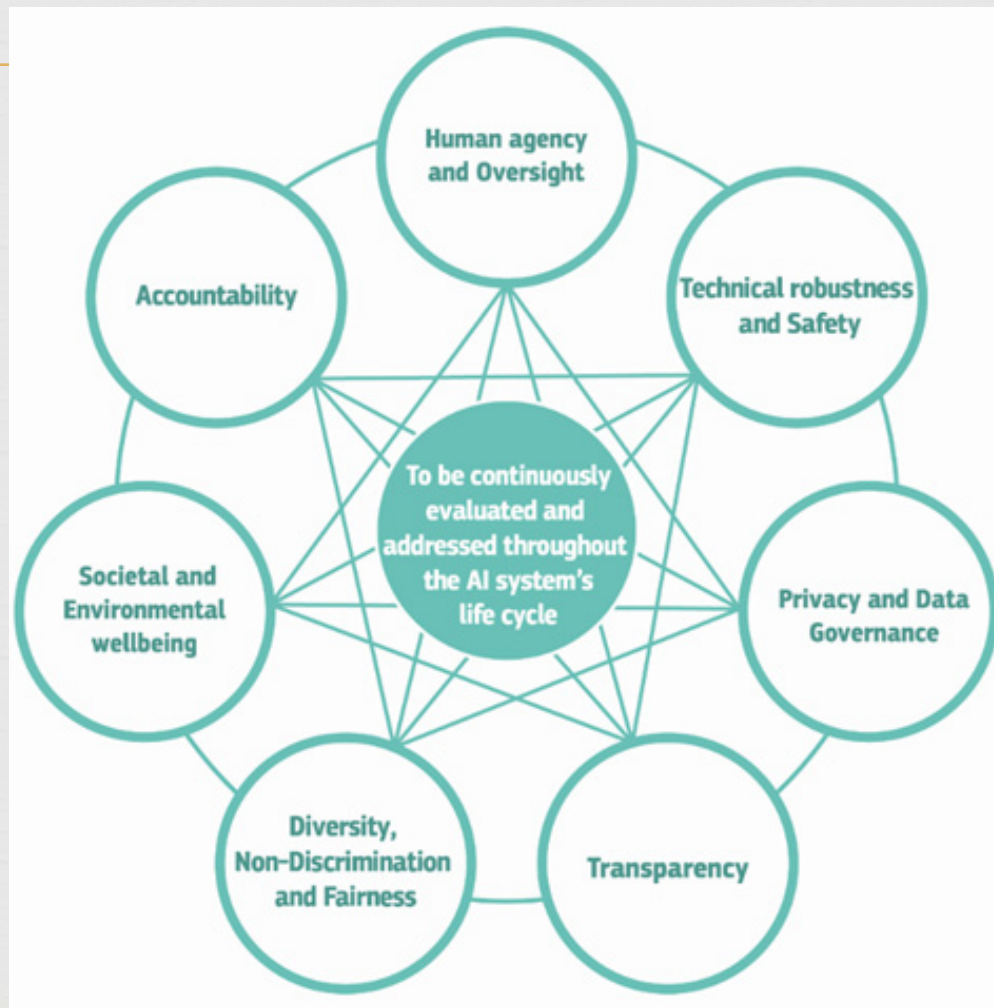 Human agency
and Oversight
Technical robustness
and Safety
Privacy and Data
Governance
Transparency
Diversity,
Non-Discrimination
and Fairness
Societal and
Environmental
wellbeing
Accountability
To be continuously
evaluated and
addressed throughout
the AI system's
life cycle